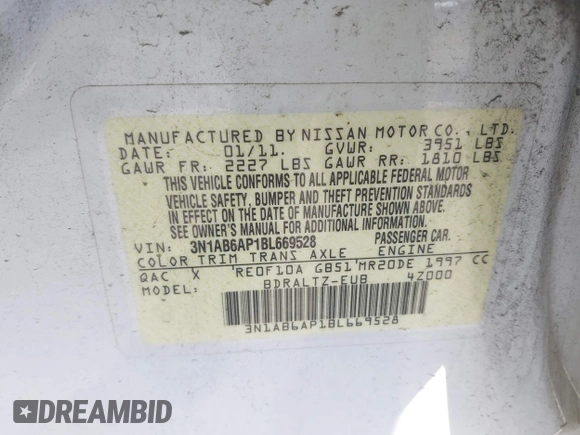 MANUFACTURED BY NISSAN MOTOR CO., LTD.
DATE: 01/11. GVWR: 3951 LBS
GAWR FR: 2227 LBS GAWR RR: 1810 LBS
THIS VEHICLE CONFORMS TO ALL APPLICABLE FEDERAL MOTOR
VEHICLE SAFETY, BUMPER AND THEFT PREVENTION STANDARDS
IN EFFECT ON THE DATE OF MANUFACTURE SHOWN ABOVE.
SEE OWNER'S MANUAL FOR ADDITIONAL INFORMATION.
VIN: 3N1AB6AP1BL669528 PASSENGER CAR.
COLOR TRIM TRANS AXLE ENGINE
QAC X RE0F10A GB51 MR20DE 1997 CC
MODEL: BDRALTZ-EUB 4Z000
3N1AB6AP1BL669528
DREAMBID